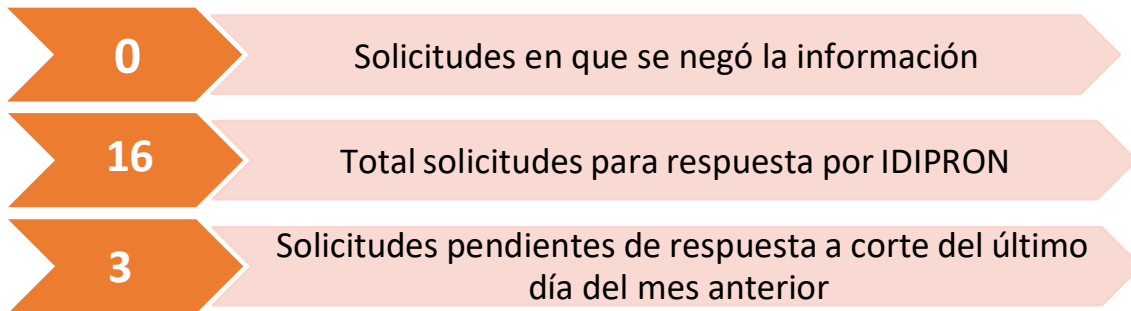 0
Solicitudes en que se negó la información
16
Total solicitudes para respuesta por IDIPRON
3
Solicitudes pendientes de respuesta a corte del último
día del mes anterior